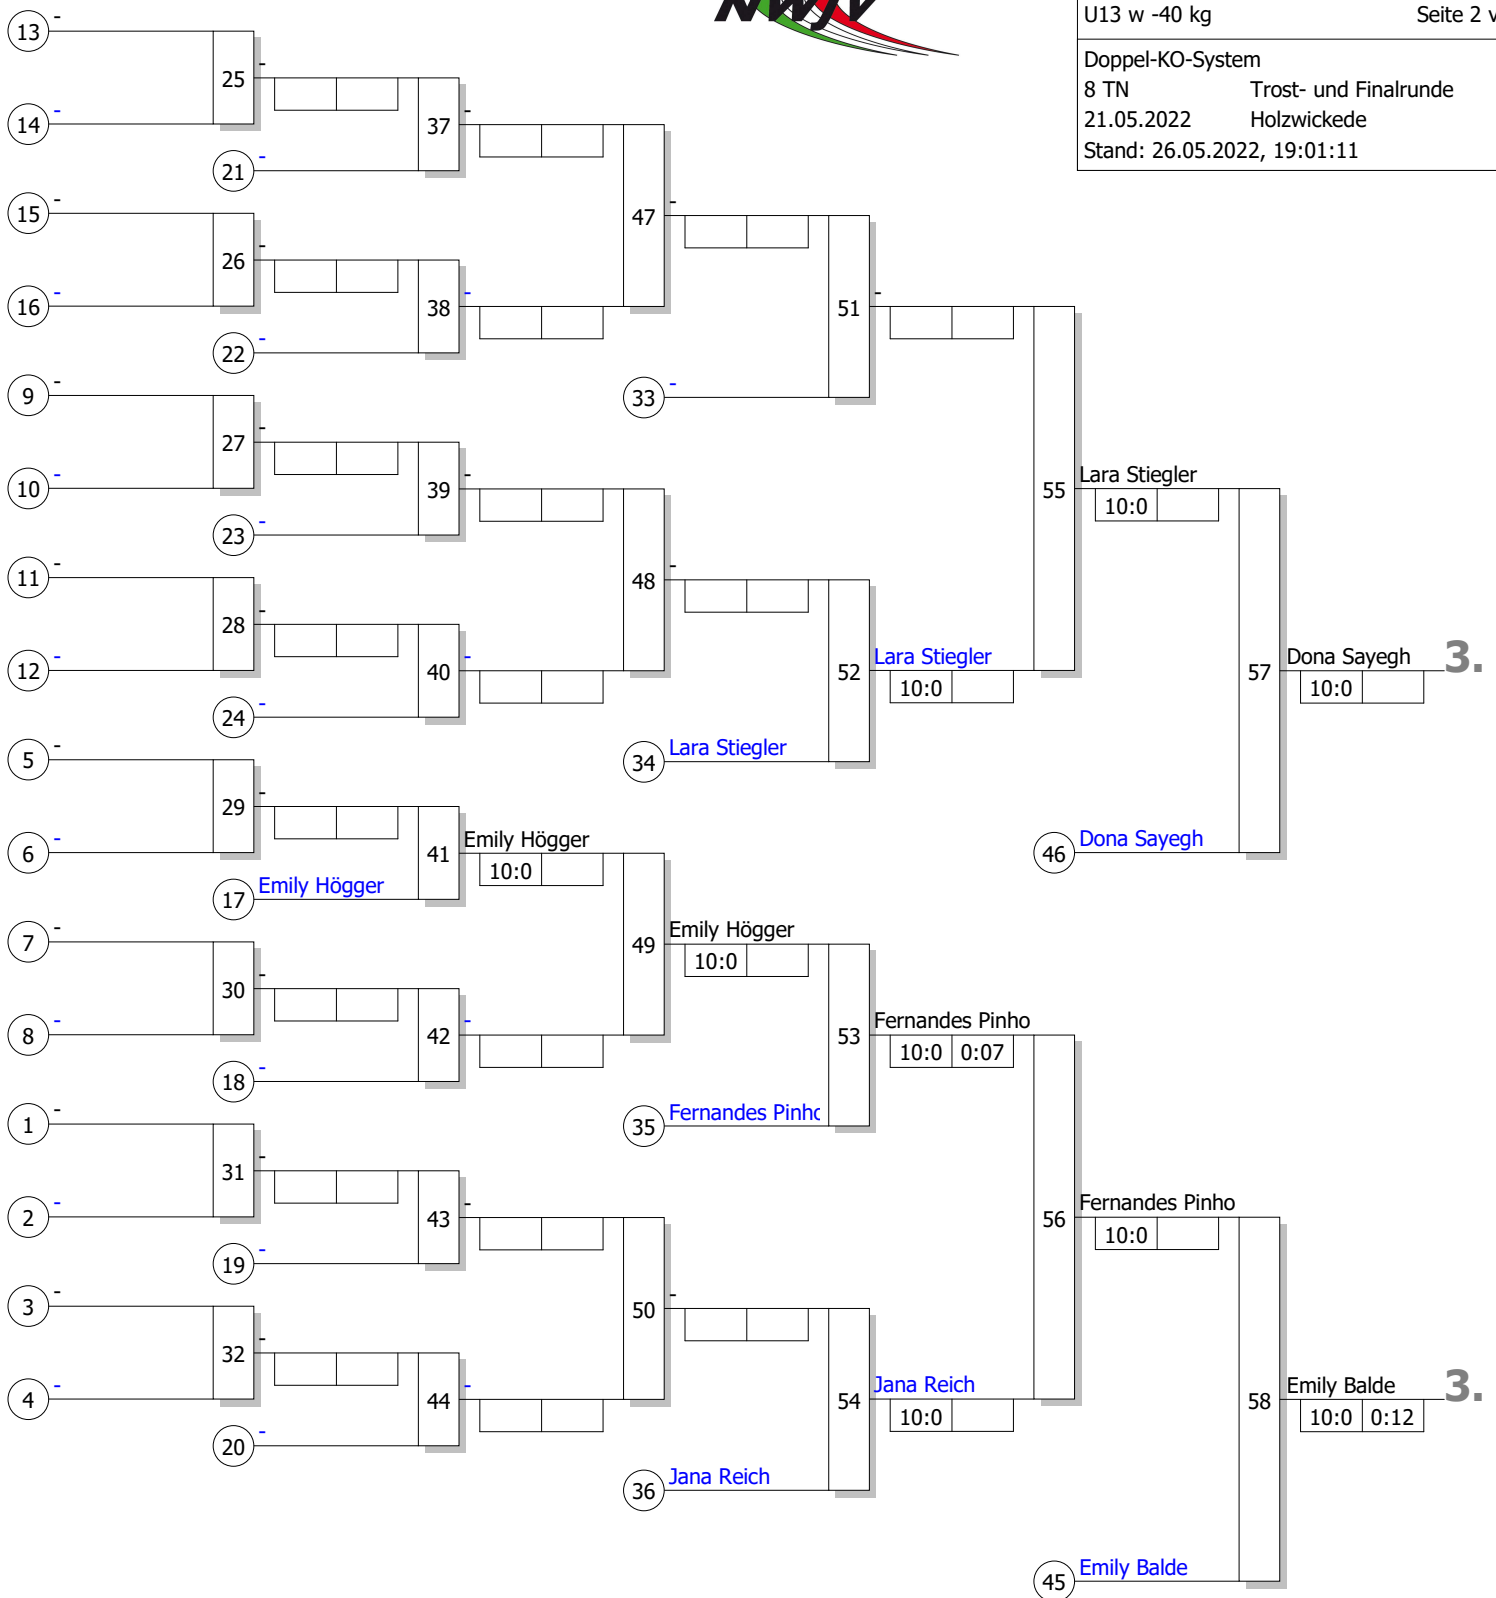 NWJV
U13 w -40 kg Seite 2 v
Doppel-KO-System
8 TN Trost- und Finalrunde
21.05.2022 Holzwickede
Stand: 26.05.2022, 19:01:11
13 -
25 -
14 -
37 -
21 -
15 -
47 -
26 -
16 -
38 -
51 -
22 -
9 -
33 -
27 -
10 -
39 -
55 Lara Stiegler
10:0
23 -
11 -
48 -
28 -
12 -
40 -
52 Lara Stiegler
10:0
57 Dona Sayegh 3.
10:0
24 -
5 -
34 Lara Stiegler
29 -
6 -
41 Emily Högger
10:0
46 Dona Sayegh
17 Emily Högger
7 -
49 Emily Högger
10:0
30 -
8 -
42 -
53 Fernandes Pinho
10:0 0:07
18 -
1 -
35 Fernandes Pinho
31 -
2 -
43 -
56 Fernandes Pinho
10:0
19 -
3 -
50 -
32 -
4 -
44 -
54 Jana Reich
10:0
58 Emily Balde 3.
10:0 0:12
20 -
36 Jana Reich
45 Emily Balde